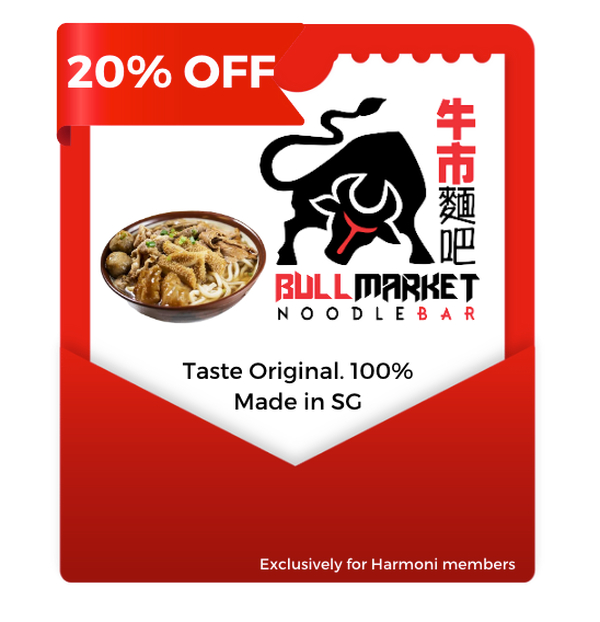 20% OFF
牛市麵吧
BULLMARKET
NOODLEBAR
Taste Original. 100%
Made in SG
Exclusively for Harmoni members